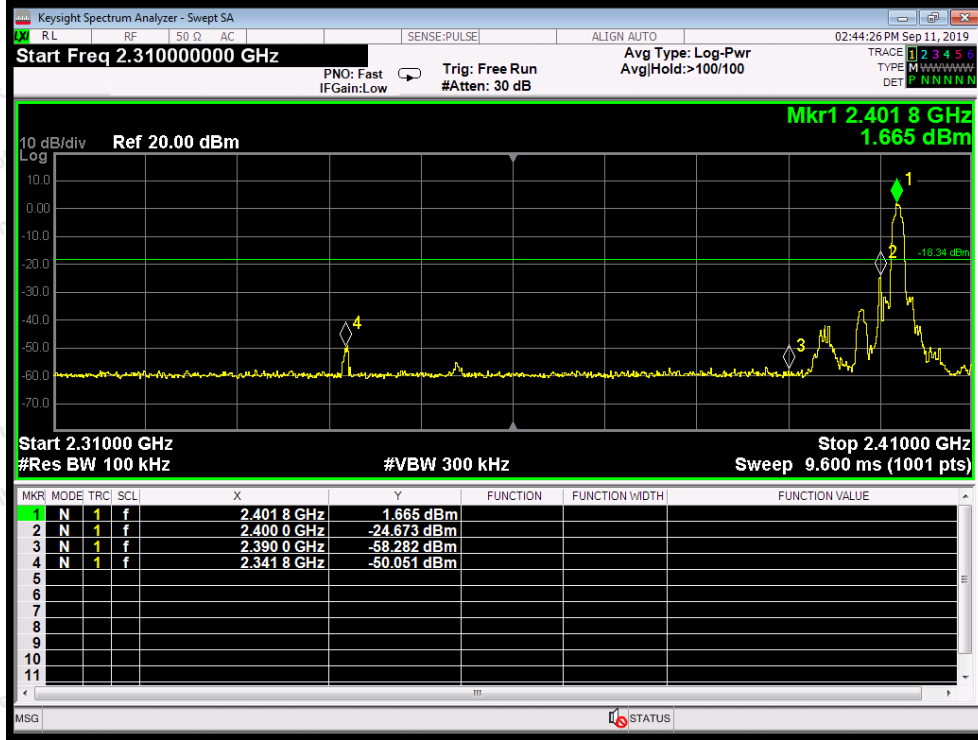 Keysight Spectrum Analyzer - Swept SA
LXI RL RF 50 Ω AC SENSE:PULSE ALIGN AUTO 02:44:26 PM Sep 11, 2019
Start Freq 2.310000000 GHz
PNO: Fast Trig: Free Run Avg Type: Log-Pwr TRACE 1 2 3 4 5 6
IFGain:Low #Atten: 30 dB Avg|Hold:>100/100 TYPE M WWWWW
DET P N N N N N
Mkr1 2.401 8 GHz
10 dB/div Ref 20.00 dBm 1.665 dBm
Log
10.0
0.00
-10.0
-20.0
-30.0
-40.0
-50.0
-60.0
-70.0
1
2 -18.34 dBm
4
3
Start 2.31000 GHz Stop 2.41000 GHz
#Res BW 100 kHz #VBW 300 kHz Sweep 9.600 ms (1001 pts)
MKR MODE TRC SCL X Y FUNCTION FUNCTION WIDTH FUNCTION VALUE
1 N 1 f 2.401 8 GHz 1.665 dBm
2 N 1 f 2.400 0 GHz -24.673 dBm
3 N 1 f 2.390 0 GHz -58.282 dBm
4 N 1 f 2.341 8 GHz -50.051 dBm
5
6
7
8
9
10
11
MSG STATUS